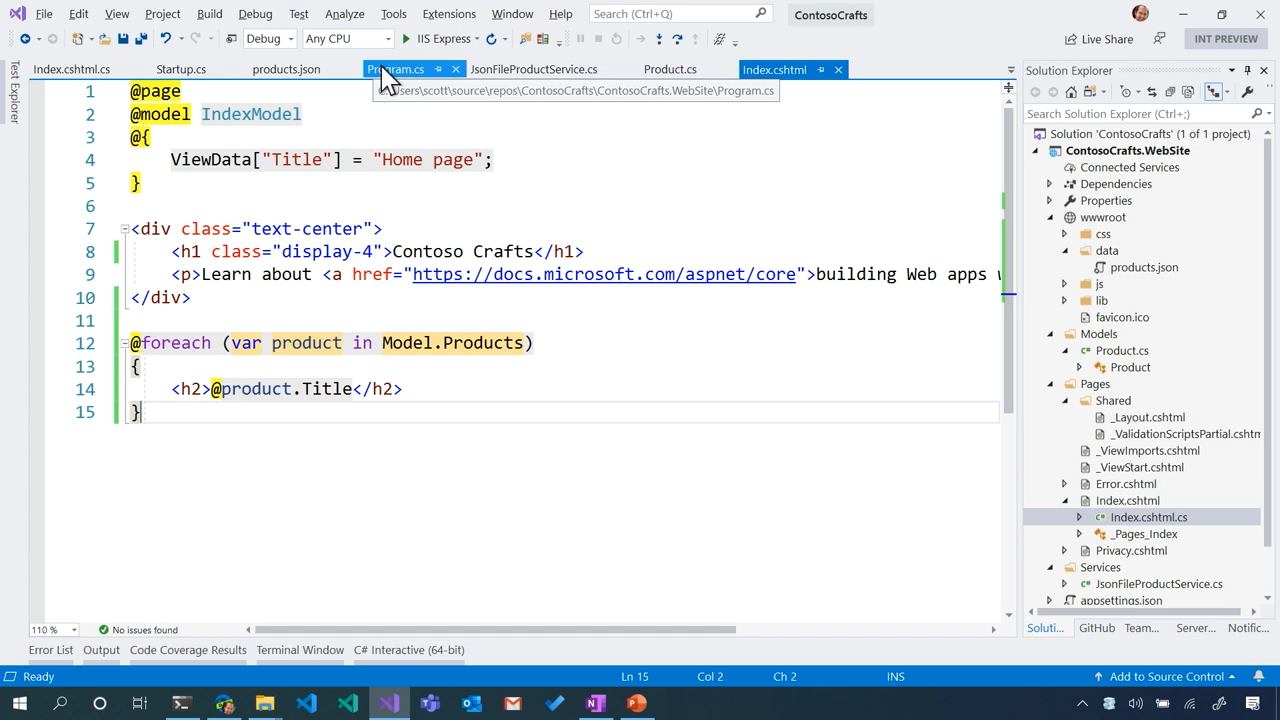 File Edit View Project Build Debug Test Analyze Tools Extensions Window Help Search (Ctrl+Q) ContosoCrafts
Debug Any CPU IIS Express Live Share INT PREVIEW
Test Explorer
Index.cshtml.cs Startup.cs products.json Program.cs JsonFileProductService.cs Product.cs Index.cshtml
C:\Users\scott\source\repos\ContosoCrafts\ContosoCrafts.WebSite\Program.cs
1 @page
2 @model IndexModel
3 @{
4 ViewData["Title"] = "Home page";
5 }
6
7 <div class="text-center">
8 <h1 class="display-4">Contoso Crafts</h1>
9 <p>Learn about <a href="https://docs.microsoft.com/aspnet/core">building Web apps w
10 </div>
11
12 @foreach (var product in Model.Products)
13 {
14 <h2>@product.Title</h2>
15 }
110 % No issues found
Solution Explorer
Search Solution Explorer (Ctrl+;)
Solution 'ContosoCrafts' (1 of 1 project)
ContosoCrafts.WebSite
Connected Services
Dependencies
Properties
wwwroot
css
data
products.json
js
lib
favicon.ico
Models
Product.cs
Product
Pages
Shared
_Layout.cshtml
_ValidationScriptsPartial.cshtm
_ViewImports.cshtml
_ViewStart.cshtml
Error.cshtml
Index.cshtml
Index.cshtml.cs
_Pages_Index
Privacy.cshtml
Services
JsonFileProductService.cs
appsettings.json
Soluti... GitHub Team... Server... Notific...
Error List Output Code Coverage Results Terminal Window C# Interactive (64-bit)
Ready Ln 15 Col 2 Ch 2 INS Add to Source Control